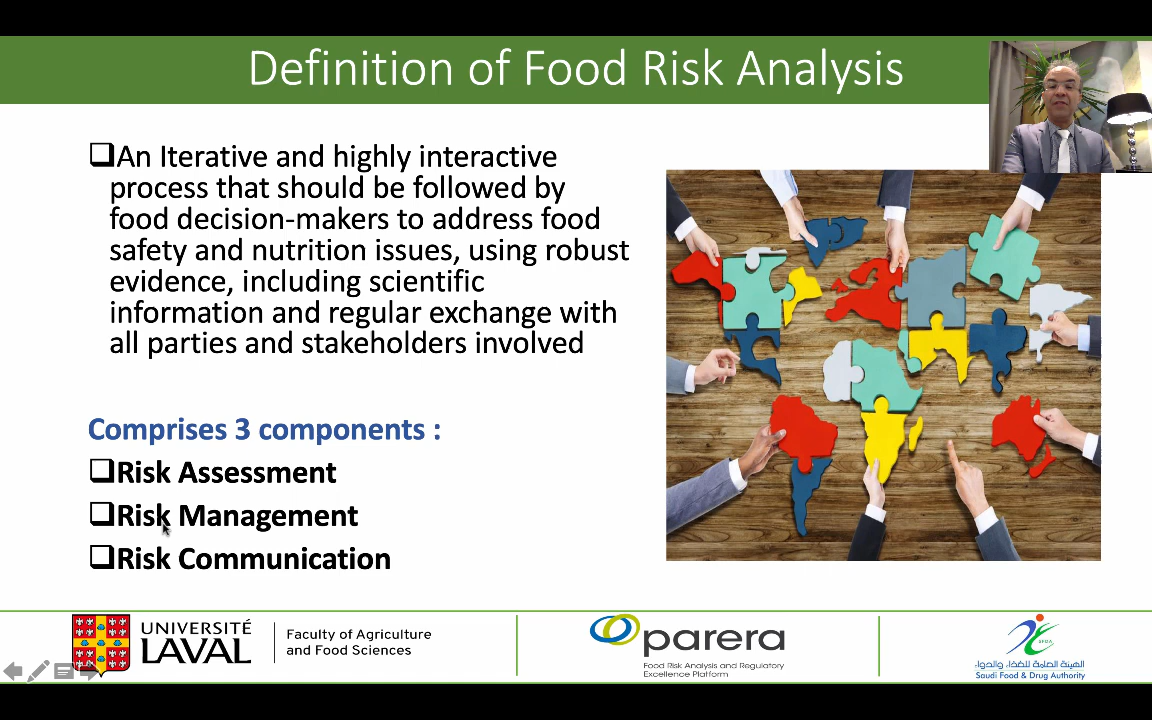 Definition of Food Risk Analysis
❑An Iterative and highly interactive
process that should be followed by
food decision-makers to address food
safety and nutrition issues, using robust
evidence, including scientific
information and regular exchange with
all parties and stakeholders involved
Comprises 3 components :
❑Risk Assessment
❑Risk Management
❑Risk Communication
UNIVERSITÉ
LAVAL
Faculty of Agriculture
and Food Sciences
parera
Food Risk Analysis and Regulatory
Excellence Platform
SFDA
الهيئة العامة للغذاء والدواء
Saudi Food & Drug Authority